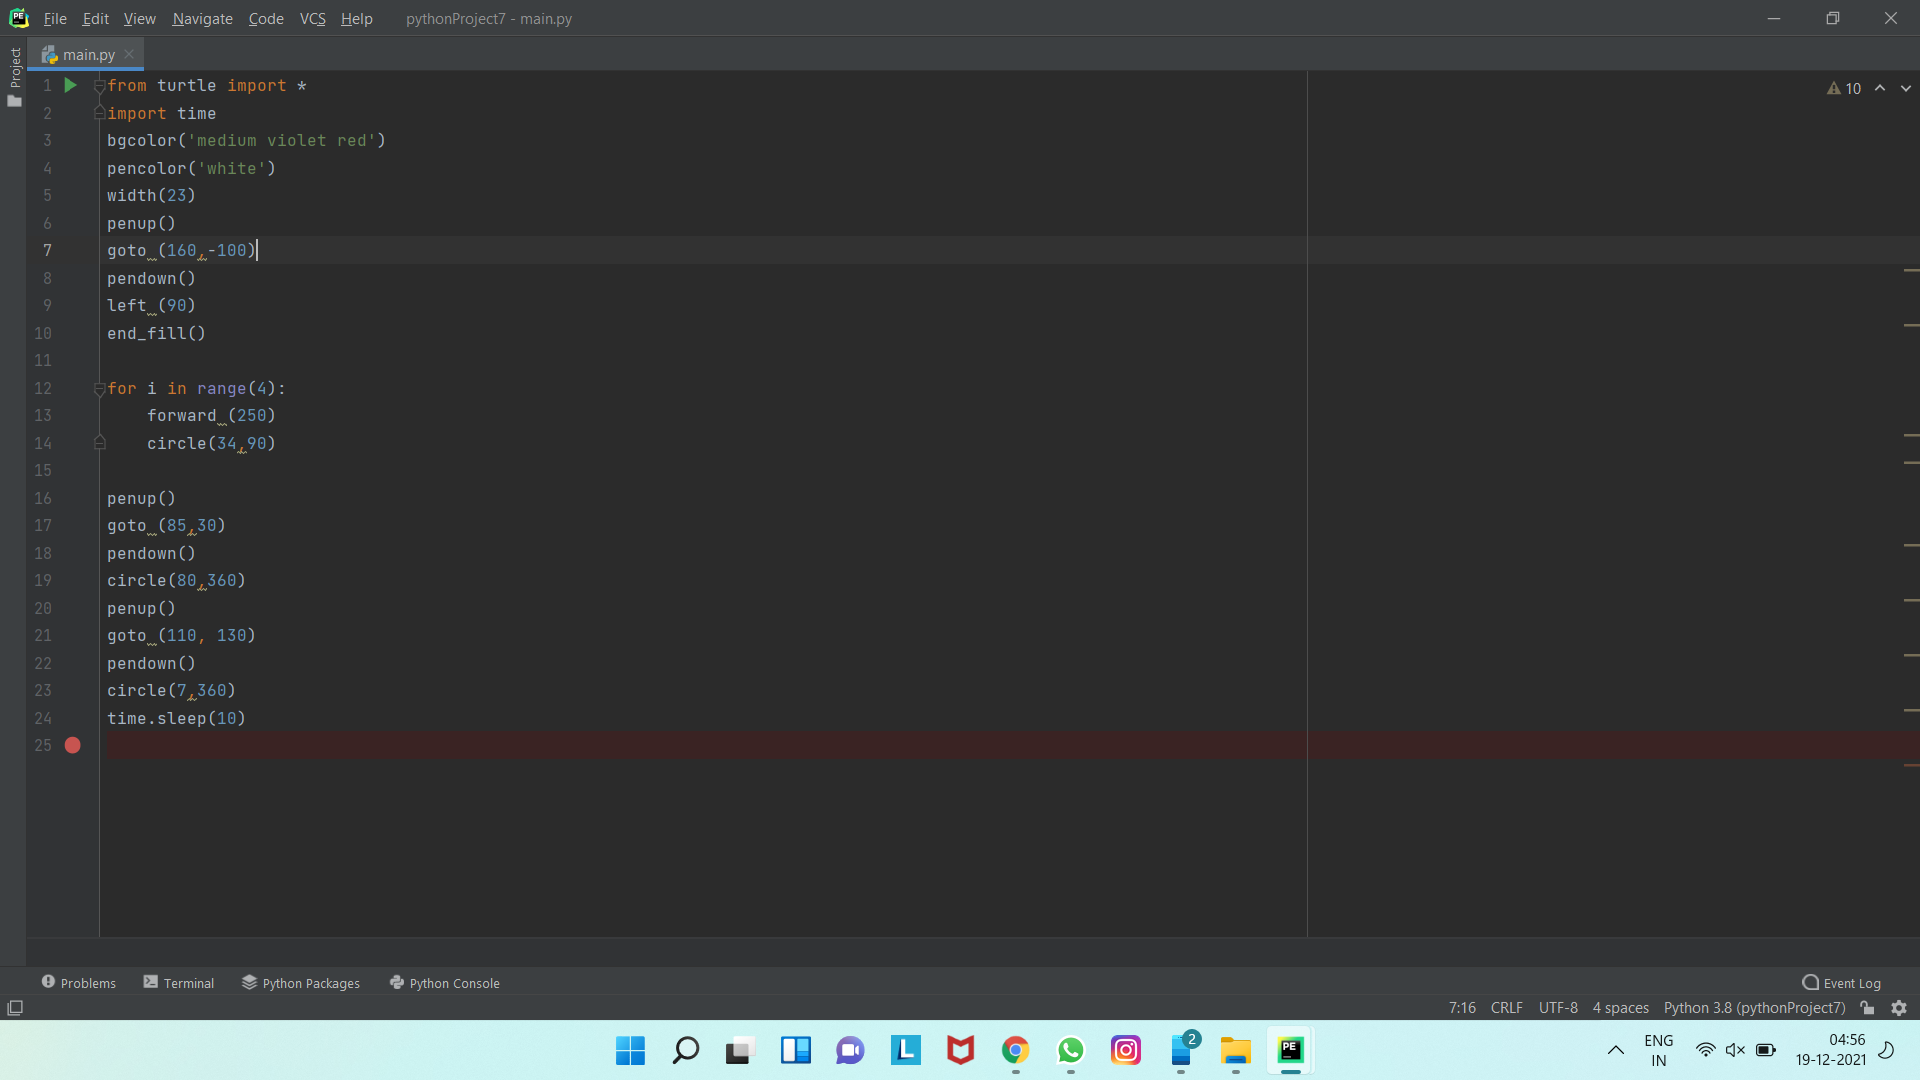 File Edit View Navigate Code VCS Help pythonProject7 - main.py
Project
main.py
10
1 from turtle import *
2 import time
3 bgcolor('medium violet red')
4 pencolor('white')
5 width(23)
6 penup()
7 goto (160,-100)
8 pendown()
9 left (90)
10 end_fill()
11
12 for i in range(4):
13 forward (250)
14 circle(34,90)
15
16 penup()
17 goto (85,30)
18 pendown()
19 circle(80,360)
20 penup()
21 goto (110, 130)
22 pendown()
23 circle(7,360)
24 time.sleep(10)
25
Problems Terminal Python Packages Python Console Event Log
7:16 CRLF UTF-8 4 spaces Python 3.8 (pythonProject7)
L 2 PE
ENG
IN
04:56
19-12-2021